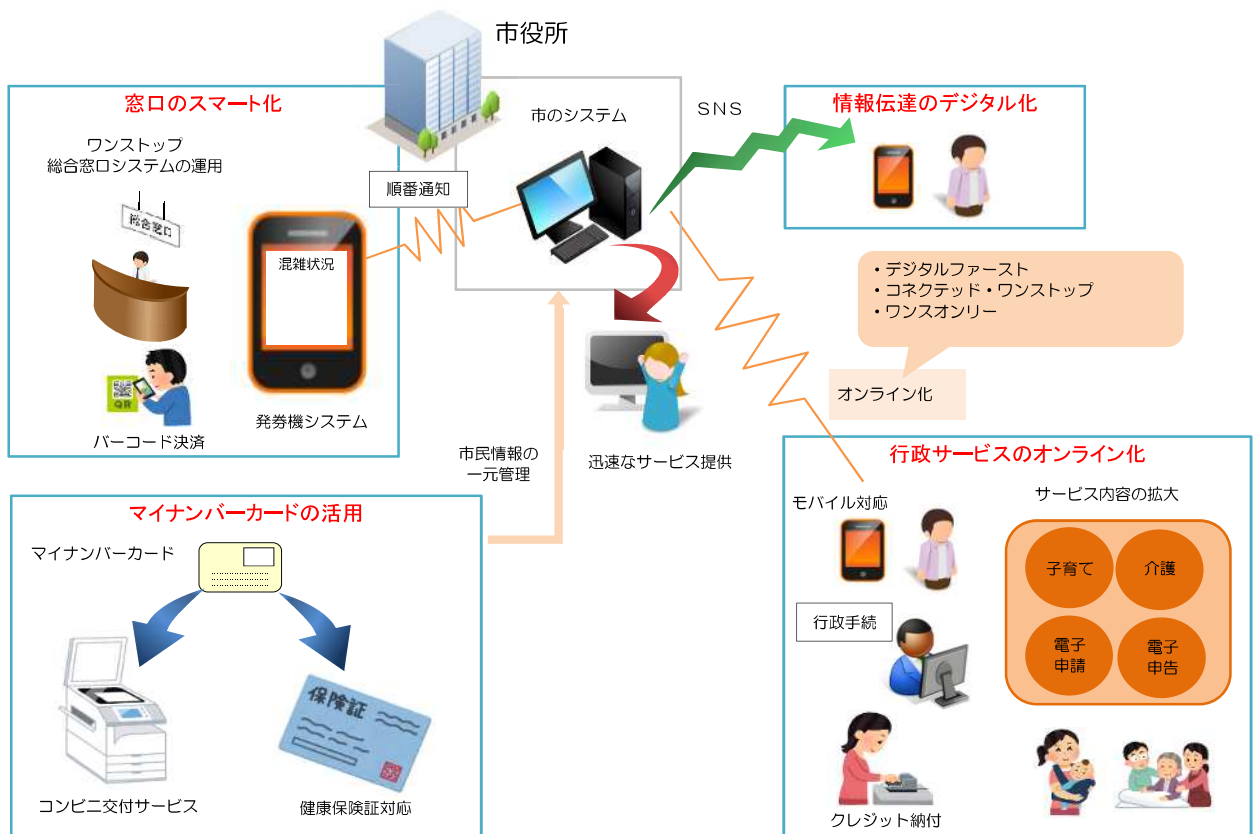 市役所
窓口のスマート化
ワンストップ
総合窓口システムの運用
総合窓口
QR
バーコード決済
混雑状況
発券機システム
順番通知
市のシステム
SNS
情報伝達のデジタル化
・デジタルファースト
・コネクテッド・ワンストップ
・ワンスオンリー
オンライン化
迅速なサービス提供
市民情報の
一元管理
マイナンバーカードの活用
マイナンバーカード
コンビニ交付サービス
保険証
健康保険証対応
行政サービスのオンライン化
モバイル対応
行政手続
クレジット納付
サービス内容の拡大
子育て
介護
電子
申請
電子
申告